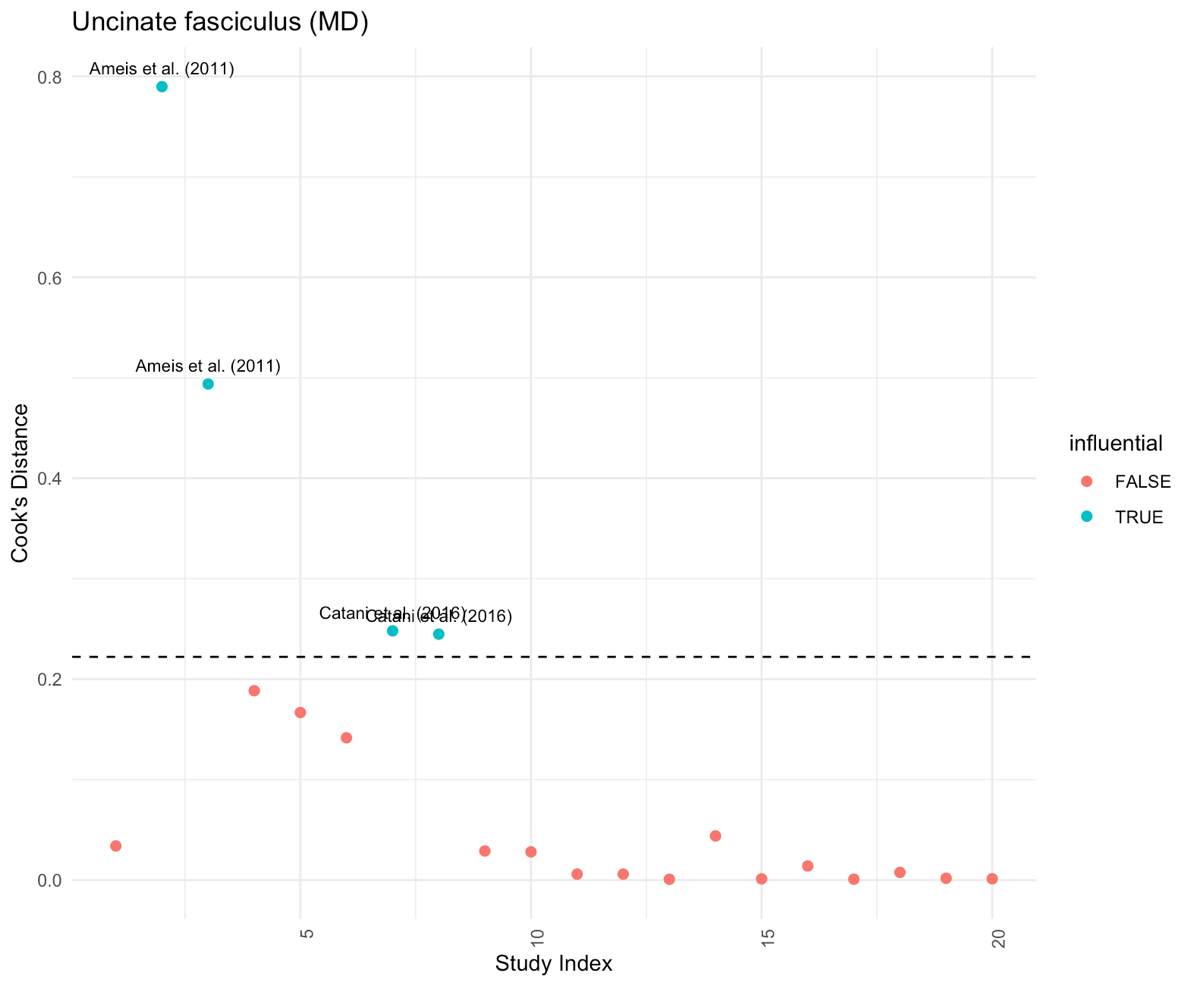 Uncinate fasciculus (MD)
Ameis et al. (2011)
Ameis et al. (2011)
Catani et al. (2016)
Catani et al. (2016)
0.8
0.6
0.4
0.2
0.0
Cook's Distance
5
10
15
20
Study Index
influential
FALSE
TRUE